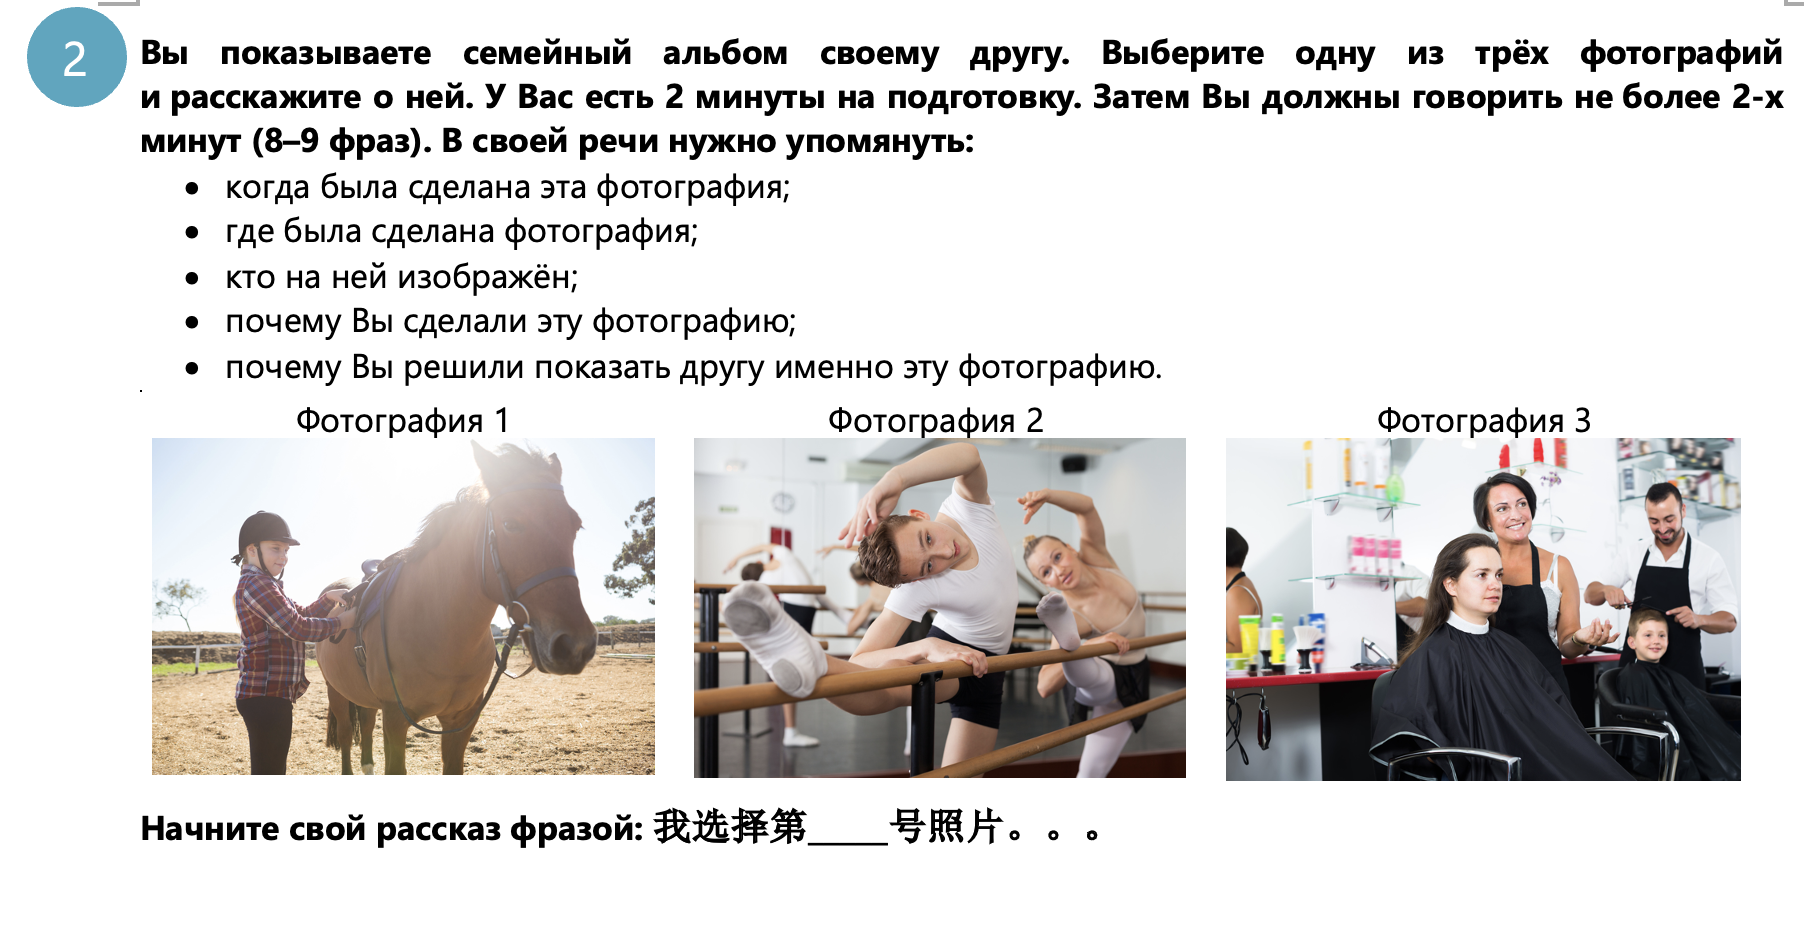 2
Вы показываете семейный альбом своему другу. Выберите одну из трёх фотографий
и расскажите о ней. У Вас есть 2 минуты на подготовку. Затем Вы должны говорить не более 2-х
минут (8–9 фраз). В своей речи нужно упомянуть:
• когда была сделана эта фотография;
• где была сделана фотография;
• кто на ней изображён;
• почему Вы сделали эту фотографию;
• почему Вы решили показать другу именно эту фотографию.
Фотография 1 Фотография 2 Фотография 3
Начните свой рассказ фразой: 我选择第____号照片。。。